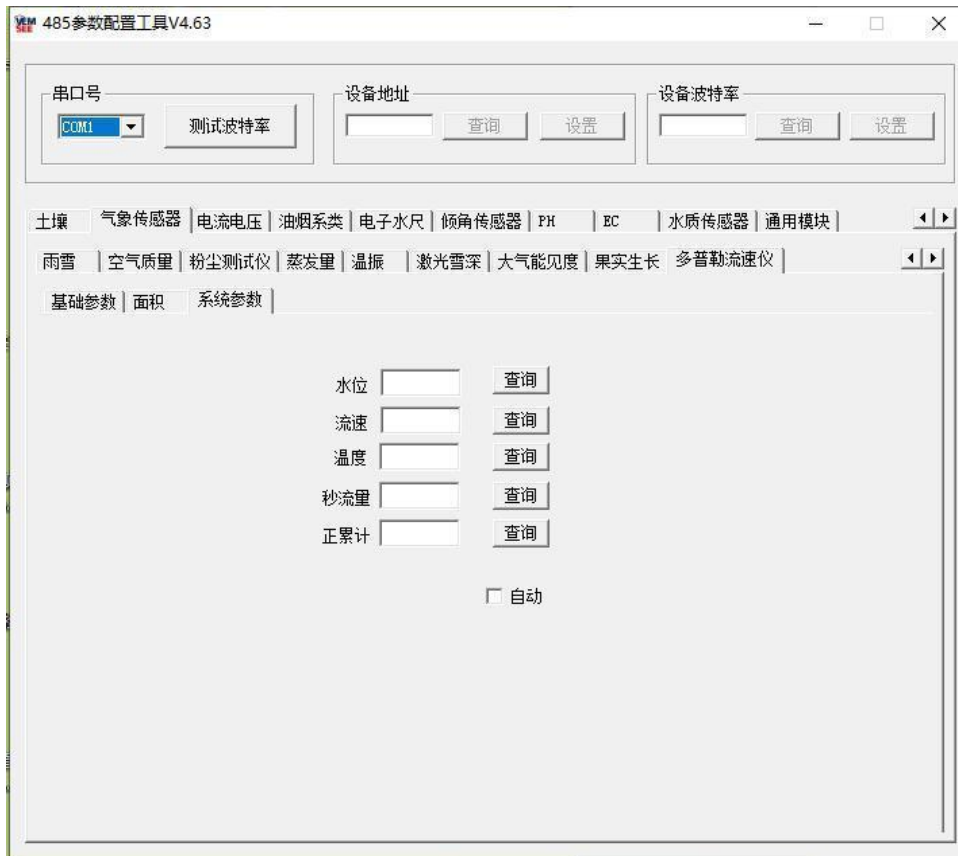 VEM SEE 485参数配置工具V4.63
串口号 设备地址 设备波特率
COM1 测试波特率 查询 设置 查询 设置
土壤 气象传感器 电流电压 油烟系类 电子水尺 倾角传感器 PH EC 水质传感器 通用模块
雨雪 空气质量 粉尘测试仪 蒸发量 温振 激光雪深 大气能见度 果实生长 多普勒流速仪
基础参数 面积 系统参数
水位 查询
流速 查询
温度 查询
秒流量 查询
正累计 查询
自动